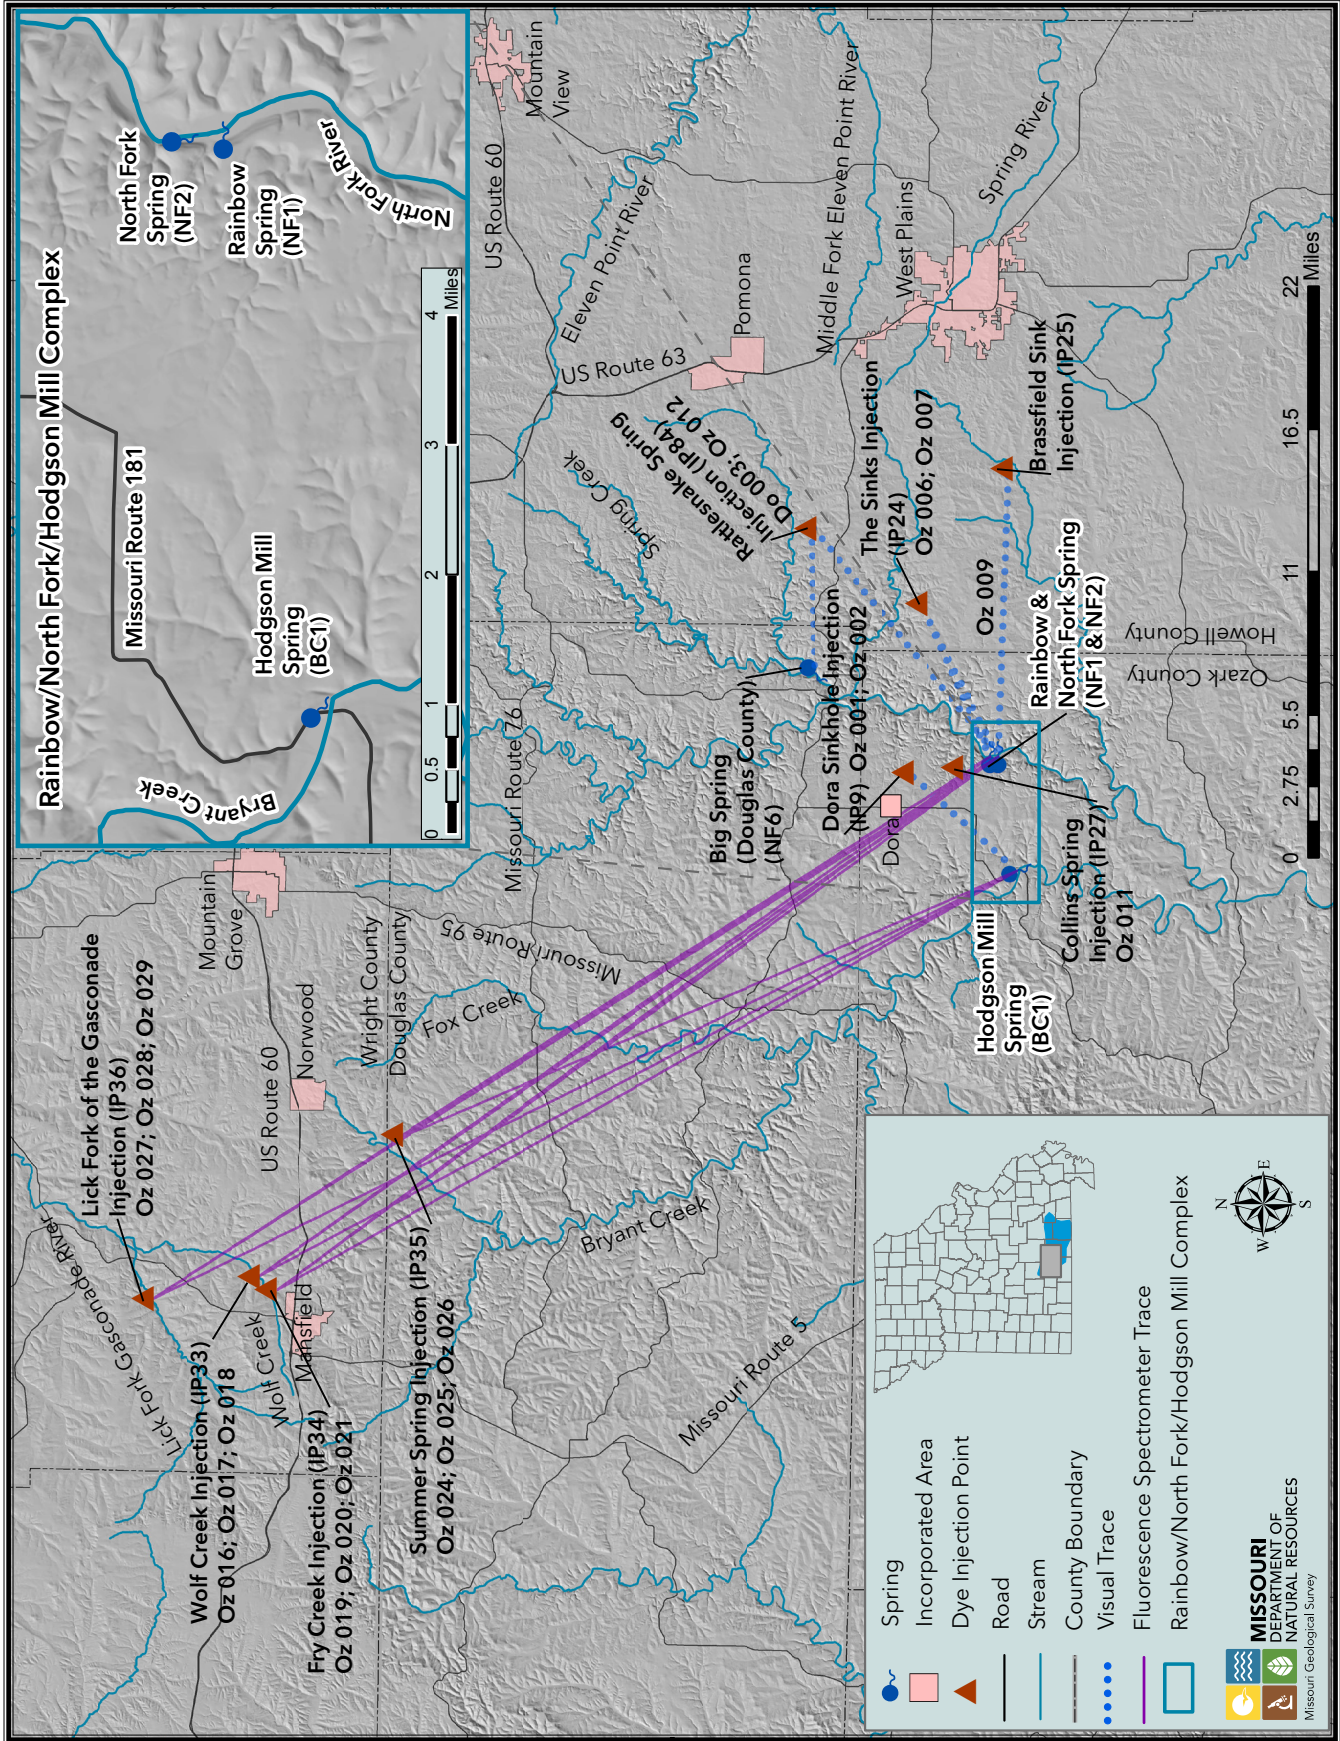 Rainbow/North Fork/Hodgson Mill Complex
North Fork
Spring
(NF2)
Rainbow
Spring
(NF1)
North Fork River
Missouri Route 181
Hodgson Mill
Spring
(BC1)
Bryant Creek
0
0.5
1
2
3
4
Miles
Lick Fork of the Gasconade
Injection (IP36)
Oz 027; Oz 028; Oz 029
Lick Fork Gasconade River
Wolf Creek Injection (IP33)
Oz 016; Oz 017; Oz 018
Wolf Creek
Mansfield
Fry Creek Injection (IP34)
Oz 019; Oz 020; Oz 021
Summer Spring Injection (IP35)
Oz 024; Oz 025; Oz 026
Mountain
Grove
Norwood
US Route 60
Wright County
Douglas County
Fox Creek
Missouri Route 95
Missouri Route 76
Bryant Creek
Missouri Route 5
US Route 60
Mountain
View
Eleven Point River
US Route 63
Pomona
Middle Fork Eleven Point River
West Plains
Spring River
Spring Creek
Spring
Rattlesnake Spring
Injection (IP84)
Do 003; Oz 012
The Sinks Injection
(IP24)
Oz 006; Oz 007
Brassfield Sink
Injection (IP25)
Oz 009
Big Spring
(Douglas County)
(NF6)
Dora Sinkhole Injection
(IP9) Oz 001; Oz 002
Dora
Rainbow &
North Fork Spring
(NF1 & NF2)
Howell County
Ozark County
Collins Spring
Injection (IP27)
Oz 011
Hodgson Mill
Spring
(BC1)
0
2.75
5.5
11
16.5
22
Miles
Spring
Incorporated Area
Dye Injection Point
Road
Stream
County Boundary
Visual Trace
Fluorescence Spectrometer Trace
Rainbow/North Fork/Hodgson Mill Complex
N
E
S
W
MISSOURI
DEPARTMENT OF
NATURAL RESOURCES
Missouri Geological Survey